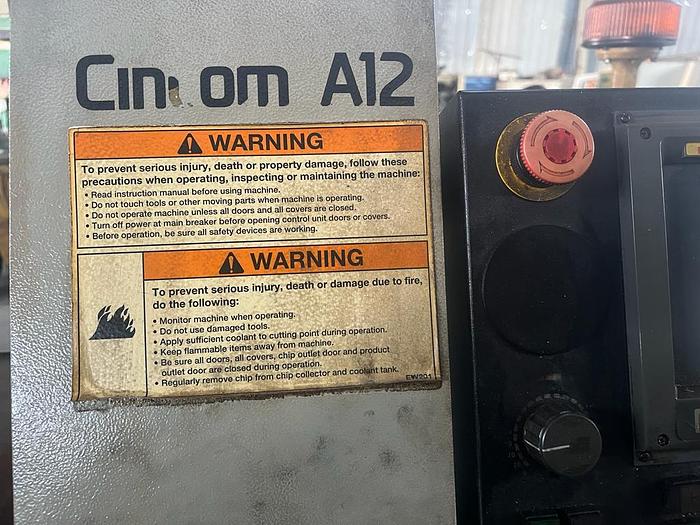 Cin om A12
WARNING
To prevent serious injury, death or property damage, follow these
precautions when operating, inspecting or maintaining the machine:
• Read instruction manual before using machine.
• Do not touch tools or other moving parts when machine is operating.
• Do not operate machine unless all doors and all covers are closed.
• Turn off power at main breaker before opening control unit doors or covers.
• Before operation, be sure all safety devices are working.
WARNING
To prevent serious injury, death or damage due to fire,
do the following:
• Monitor machine when operating.
• Do not use damaged tools.
• Apply sufficient coolant to cutting point during operation.
• Keep flammable items away from machine.
• Be sure all doors, all covers, chip outlet door and product
outlet door are closed during operation.
• Regularly remove chip from chip collector and coolant tank.
EW201